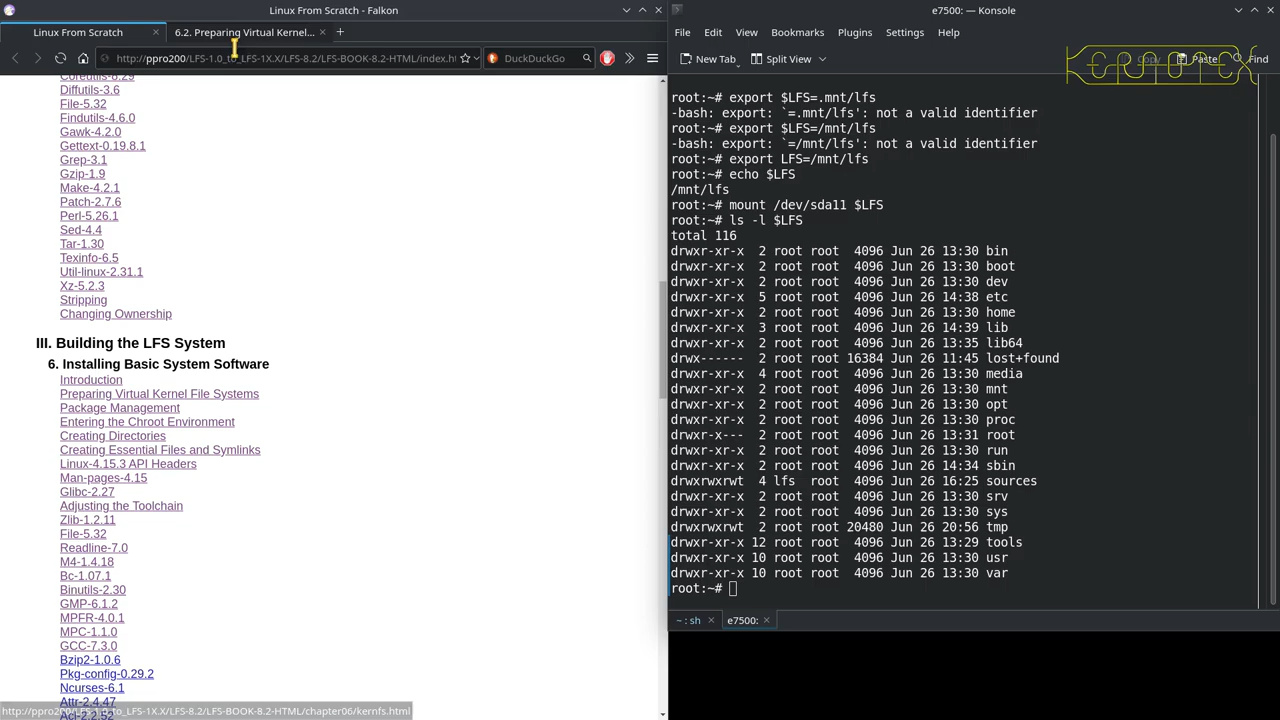 Linux From Scratch - Falkon
Linux From Scratch
6.2. Preparing Virtual Kernel...
http://ppro200/LFS-1.0_to_LFS-1X.X/LFS-8.2/LFS-BOOK-8.2-HTML/index.ht
DuckDuckGo
Coreutils-8.29
Diffutils-3.6
File-5.32
Findutils-4.6.0
Gawk-4.2.0
Gettext-0.19.8.1
Grep-3.1
Gzip-1.9
Make-4.2.1
Patch-2.7.6
Perl-5.26.1
Sed-4.4
Tar-1.30
Texinfo-6.5
Util-linux-2.31.1
Xz-5.2.3
Stripping
Changing Ownership
III. Building the LFS System
6. Installing Basic System Software
Introduction
Preparing Virtual Kernel File Systems
Package Management
Entering the Chroot Environment
Creating Directories
Creating Essential Files and Symlinks
Linux-4.15.3 API Headers
Man-pages-4.15
Glibc-2.27
Adjusting the Toolchain
Zlib-1.2.11
File-5.32
Readline-7.0
M4-1.4.18
Bc-1.07.1
Binutils-2.30
GMP-6.1.2
MPFR-4.0.1
MPC-1.1.0
GCC-7.3.0
Bzip2-1.0.6
Pkg-config-0.29.2
Ncurses-6.1
Attr-2.4.47
Acl-2.2.52
http://ppro200/LFS-1.0_to_LFS-1X.X/LFS-8.2/LFS-BOOK-8.2-HTML/chapter06/kernfs.html
e7500: — Konsole
File Edit View Bookmarks Plugins Settings Help
New Tab Split View Copy Paste Find
root:~# export $LFS=.mnt/lfs
-bash: export: `=.mnt/lfs': not a valid identifier
root:~# export $LFS=/mnt/lfs
-bash: export: `=/mnt/lfs': not a valid identifier
root:~# export LFS=/mnt/lfs
root:~# echo $LFS
/mnt/lfs
root:~# mount /dev/sda11 $LFS
root:~# ls -l $LFS
total 116
drwxr-xr-x  2 root root  4096 Jun 26 13:30 bin
drwxr-xr-x  2 root root  4096 Jun 26 13:30 boot
drwxr-xr-x  2 root root  4096 Jun 26 13:30 dev
drwxr-xr-x  5 root root  4096 Jun 26 14:38 etc
drwxr-xr-x  2 root root  4096 Jun 26 13:30 home
drwxr-xr-x  3 root root  4096 Jun 26 14:39 lib
drwxr-xr-x  2 root root  4096 Jun 26 13:35 lib64
drwx------  2 root root 16384 Jun 26 11:45 lost+found
drwxr-xr-x  4 root root  4096 Jun 26 13:30 media
drwxr-xr-x  2 root root  4096 Jun 26 13:30 mnt
drwxr-xr-x  2 root root  4096 Jun 26 13:30 opt
drwxr-xr-x  2 root root  4096 Jun 26 13:30 proc
drwxr-x---  2 root root  4096 Jun 26 13:31 root
drwxr-xr-x  2 root root  4096 Jun 26 13:30 run
drwxr-xr-x  2 root root  4096 Jun 26 14:34 sbin
drwxrwxrwt  4 lfs  root  4096 Jun 26 16:25 sources
drwxr-xr-x  2 root root  4096 Jun 26 13:30 srv
drwxr-xr-x  2 root root  4096 Jun 26 13:30 sys
drwxrwxrwt  2 root root 20480 Jun 26 20:56 tmp
drwxr-xr-x 12 root root  4096 Jun 26 13:29 tools
drwxr-xr-x 10 root root  4096 Jun 26 13:30 usr
drwxr-xr-x 10 root root  4096 Jun 26 13:30 var
root:~#
~ : sh
e7500: